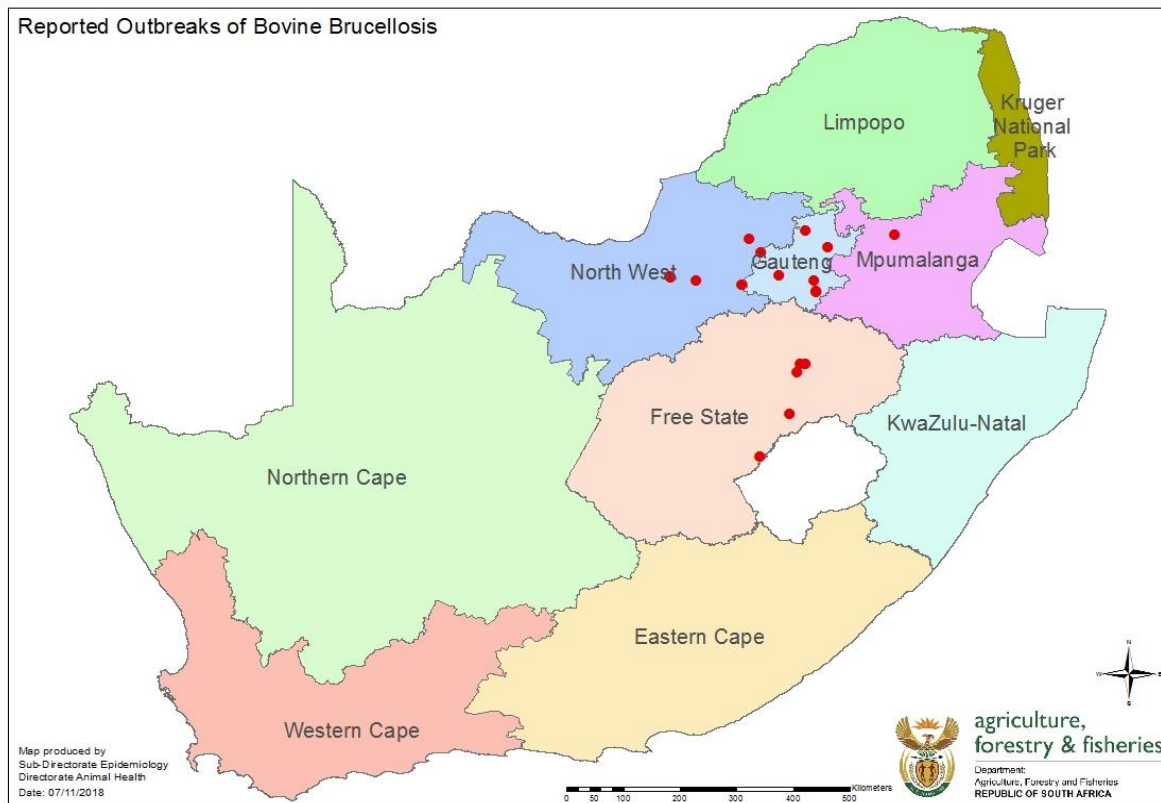 Reported Outbreaks of Bovine Brucellosis
Limpopo
Kruger
National
Park
North West
Gauteng
Mpumalanga
Free State
KwaZulu-Natal
Northern Cape
Eastern Cape
Western Cape
N
W
E
S
Map produced by
Sub-Directorate Epidemiology
Directorate Animal Health
Date: 07/11/2018
Kilometers
0 50 100 200 300 400 500
agriculture,
forestry & fisheries
Department:
Agriculture, Forestry and Fisheries
REPUBLIC OF SOUTH AFRICA